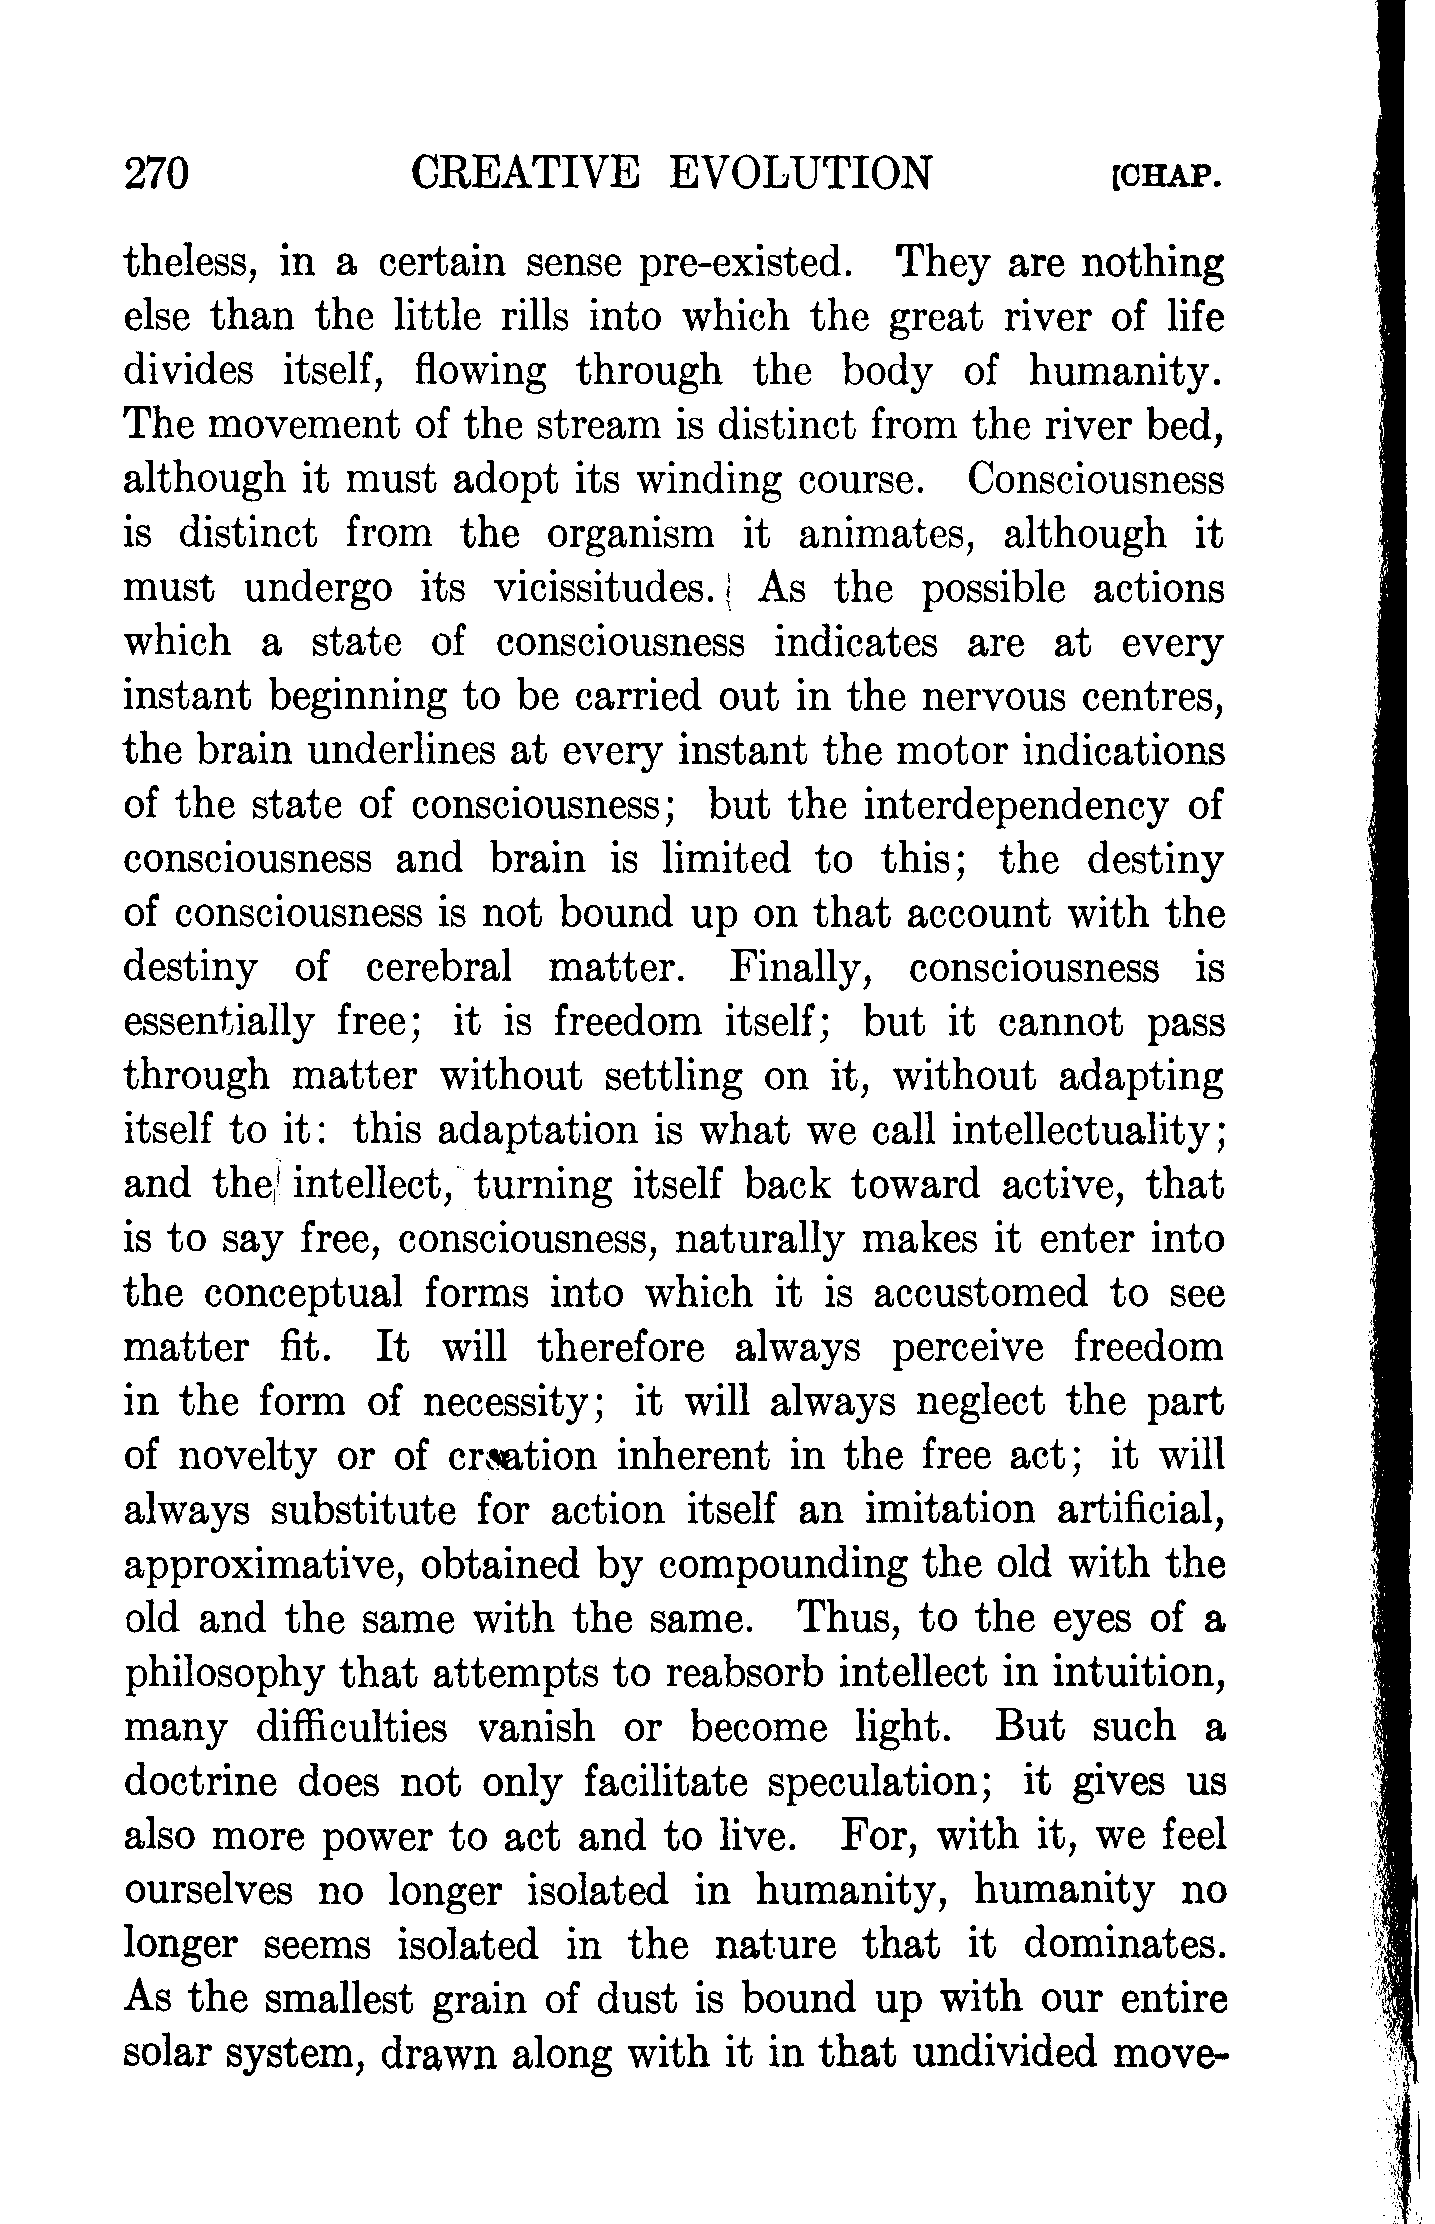 270 CREATIVE EVOLUTION [CHAP.
theless, in a certain sense pre-existed. They are nothing
else than the little rills into which the great river of life
divides itself, flowing through the body of humanity.
The movement of the stream is distinct from the river bed,
although it must adopt its winding course. Consciousness
is distinct from the organism it animates, although it
must undergo its vicissitudes. As the possible actions
which a state of consciousness indicates are at every
instant beginning to be carried out in the nervous centres,
the brain underlines at every instant the motor indications
of the state of consciousness; but the interdependency of
consciousness and brain is limited to this; the destiny
of consciousness is not bound up on that account with the
destiny of cerebral matter. Finally, consciousness is
essentially free; it is freedom itself; but it cannot pass
through matter without settling on it, without adapting
itself to it: this adaptation is what we call intellectuality;
and the intellect, turning itself back toward active, that
is to say free, consciousness, naturally makes it enter into
the conceptual forms into which it is accustomed to see
matter fit. It will therefore always perceive freedom
in the form of necessity; it will always neglect the part
of novelty or of creation inherent in the free act; it will
always substitute for action itself an imitation artificial,
approximative, obtained by compounding the old with the
old and the same with the same. Thus, to the eyes of a
philosophy that attempts to reabsorb intellect in intuition,
many difficulties vanish or become light. But such a
doctrine does not only facilitate speculation; it gives us
also more power to act and to live. For, with it, we feel
ourselves no longer isolated in humanity, humanity no
longer seems isolated in the nature that it dominates.
As the smallest grain of dust is bound up with our entire
solar system, drawn along with it in that undivided move-